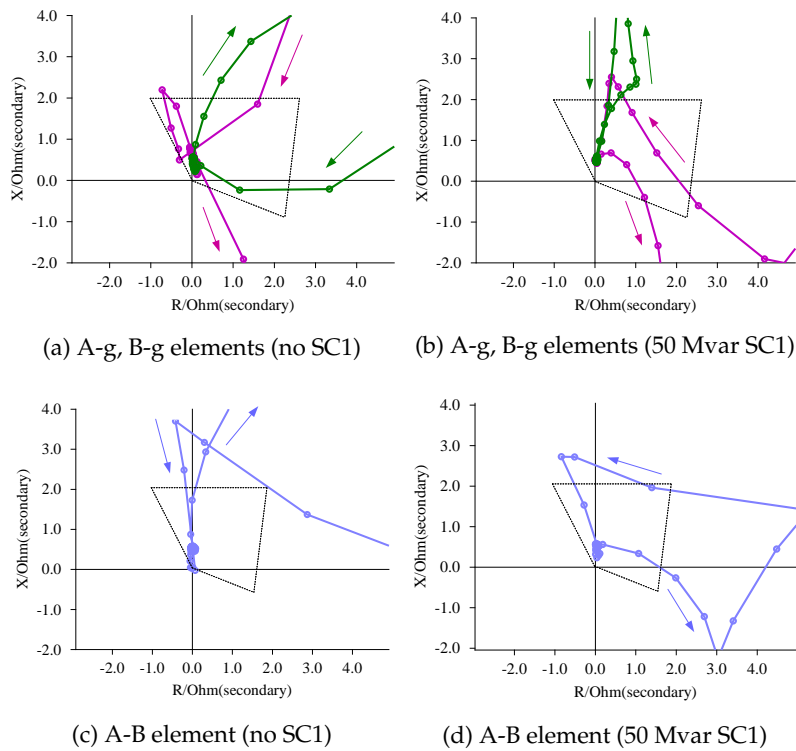 4.0
3.0
2.0
1.0
0.0
-1.0
-2.0
X/Ohm(secondary)
-2.0 -1.0 0.0 1.0 2.0 3.0 4.0
R/Ohm(secondary)
(a) A-g, B-g elements (no SC1)
4.0
3.0
2.0
1.0
0.0
-1.0
-2.0
X/Ohm(secondary)
-2.0 -1.0 0.0 1.0 2.0 3.0 4.0
R/Ohm(secondary)
(b) A-g, B-g elements (50 Mvar SC1)
4.0
3.0
2.0
1.0
0.0
-1.0
-2.0
X/Ohm(secondary)
-2.0 -1.0 0.0 1.0 2.0 3.0 4.0
R/Ohm(secondary)
(c) A-B element (no SC1)
4.0
3.0
2.0
1.0
0.0
-1.0
-2.0
X/Ohm(secondary)
-2.0 -1.0 0.0 1.0 2.0 3.0 4.0
R/Ohm(secondary)
(d) A-B element (50 Mvar SC1)